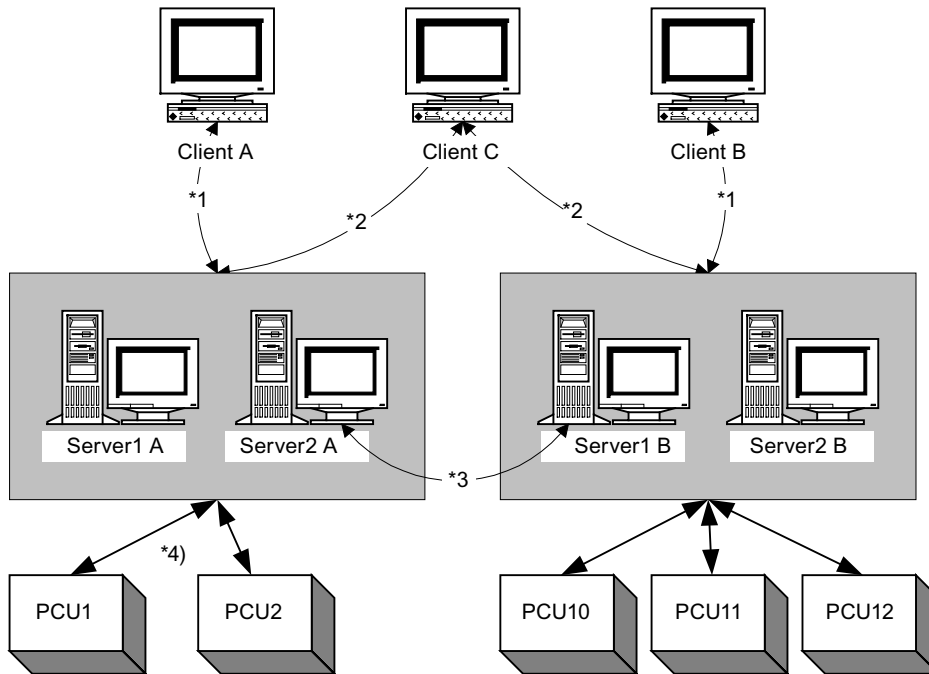 Client A
Client C
Client B
*1
*2
*2
*1
Server1 A
Server2 A
Server1 B
Server2 B
*3
*4)
PCU1
PCU2
PCU10
PCU11
PCU12